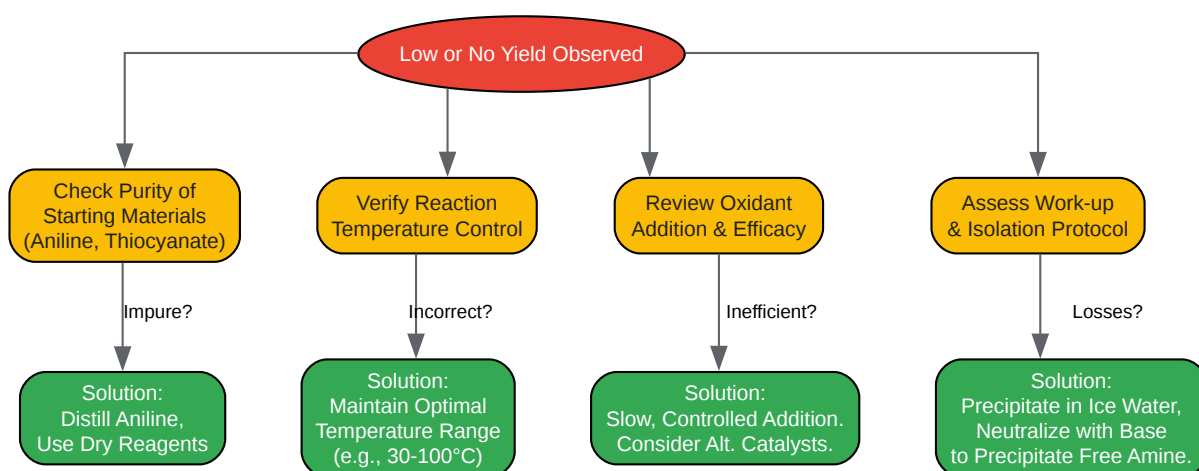 Low or No Yield Observed
Check Purity of
Starting Materials
(Aniline, Thiocyanate)
Verify Reaction
Temperature Control
Review Oxidant
Addition & Efficacy
Assess Work-up
& Isolation Protocol
Impure?
Incorrect?
Inefficient?
Losses?
Solution:
Distill Aniline,
Use Dry Reagents
Solution:
Maintain Optimal
Temperature Range
(e.g., 30-100°C)
Solution:
Slow, Controlled Addition.
Consider Alt. Catalysts.
Solution:
Precipitate in Ice Water,
Neutralize with Base
to Precipitate Free Amine.